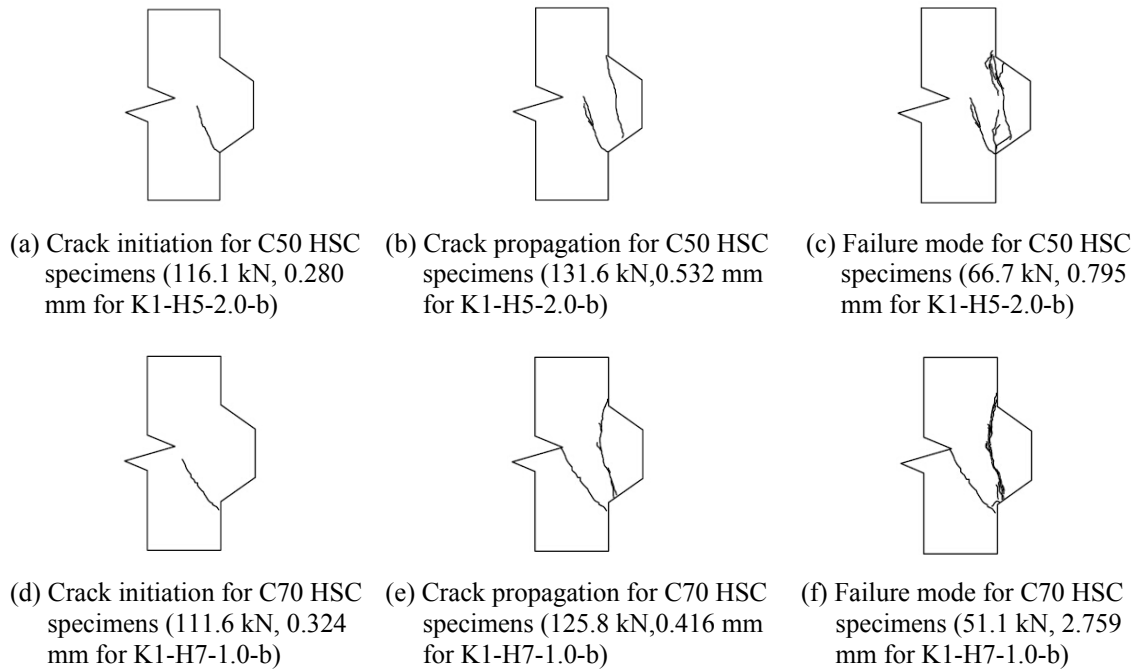 (a) Crack initiation for C50 HSC
specimens (116.1 kN, 0.280
mm for K1-H5-2.0-b)
(b) Crack propagation for C50 HSC
specimens (131.6 kN,0.532 mm
for K1-H5-2.0-b)
(c) Failure mode for C50 HSC
specimens (66.7 kN, 0.795
mm for K1-H5-2.0-b)
(d) Crack initiation for C70 HSC
specimens (111.6 kN, 0.324
mm for K1-H7-1.0-b)
(e) Crack propagation for C70 HSC
specimens (125.8 kN,0.416 mm
for K1-H7-1.0-b)
(f) Failure mode for C70 HSC
specimens (51.1 kN, 2.759
mm for K1-H7-1.0-b)